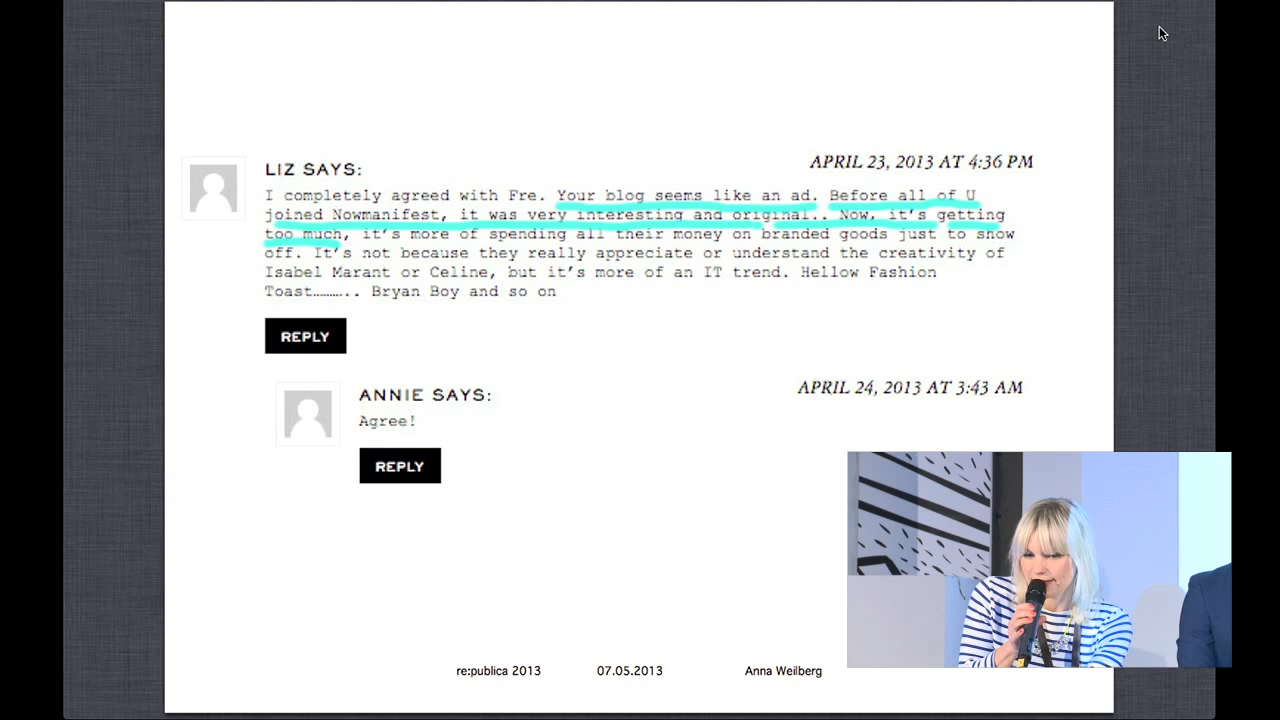 LIZ SAYS:
APRIL 23, 2013 AT 4:36 PM
I completely agreed with Fre. Your blog seems like an ad. Before all of U
joined Nowmanifest, it was very interesting and original.. Now, it's getting
too much, it's more of spending all their money on branded goods just to show
off. It's not because they really appreciate or understand the creativity of
Isabel Marant or Celine, but it's more of an IT trend. Hellow Fashion
Toast……….. Bryan Boy and so on
REPLY
ANNIE SAYS:
APRIL 24, 2013 AT 3:43 AM
Agree!
REPLY
re:publica 2013 07.05.2013 Anna Weilberg